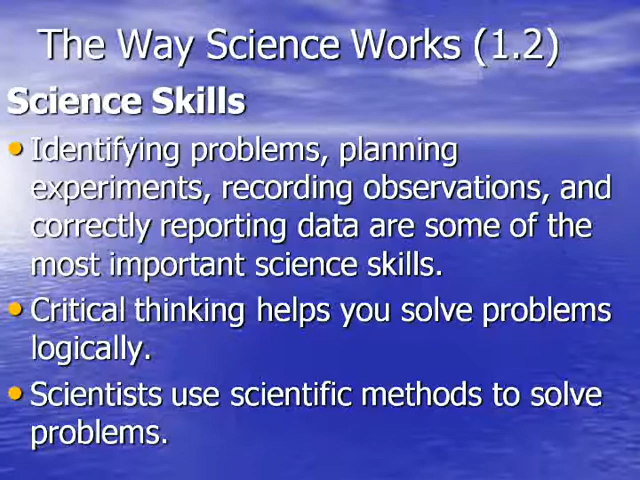 The Way Science Works (1.2)
Science Skills
• Identifying problems, planning
experiments, recording observations, and
correctly reporting data are some of the
most important science skills.
• Critical thinking helps you solve problems
logically.
• Scientists use scientific methods to solve
problems.